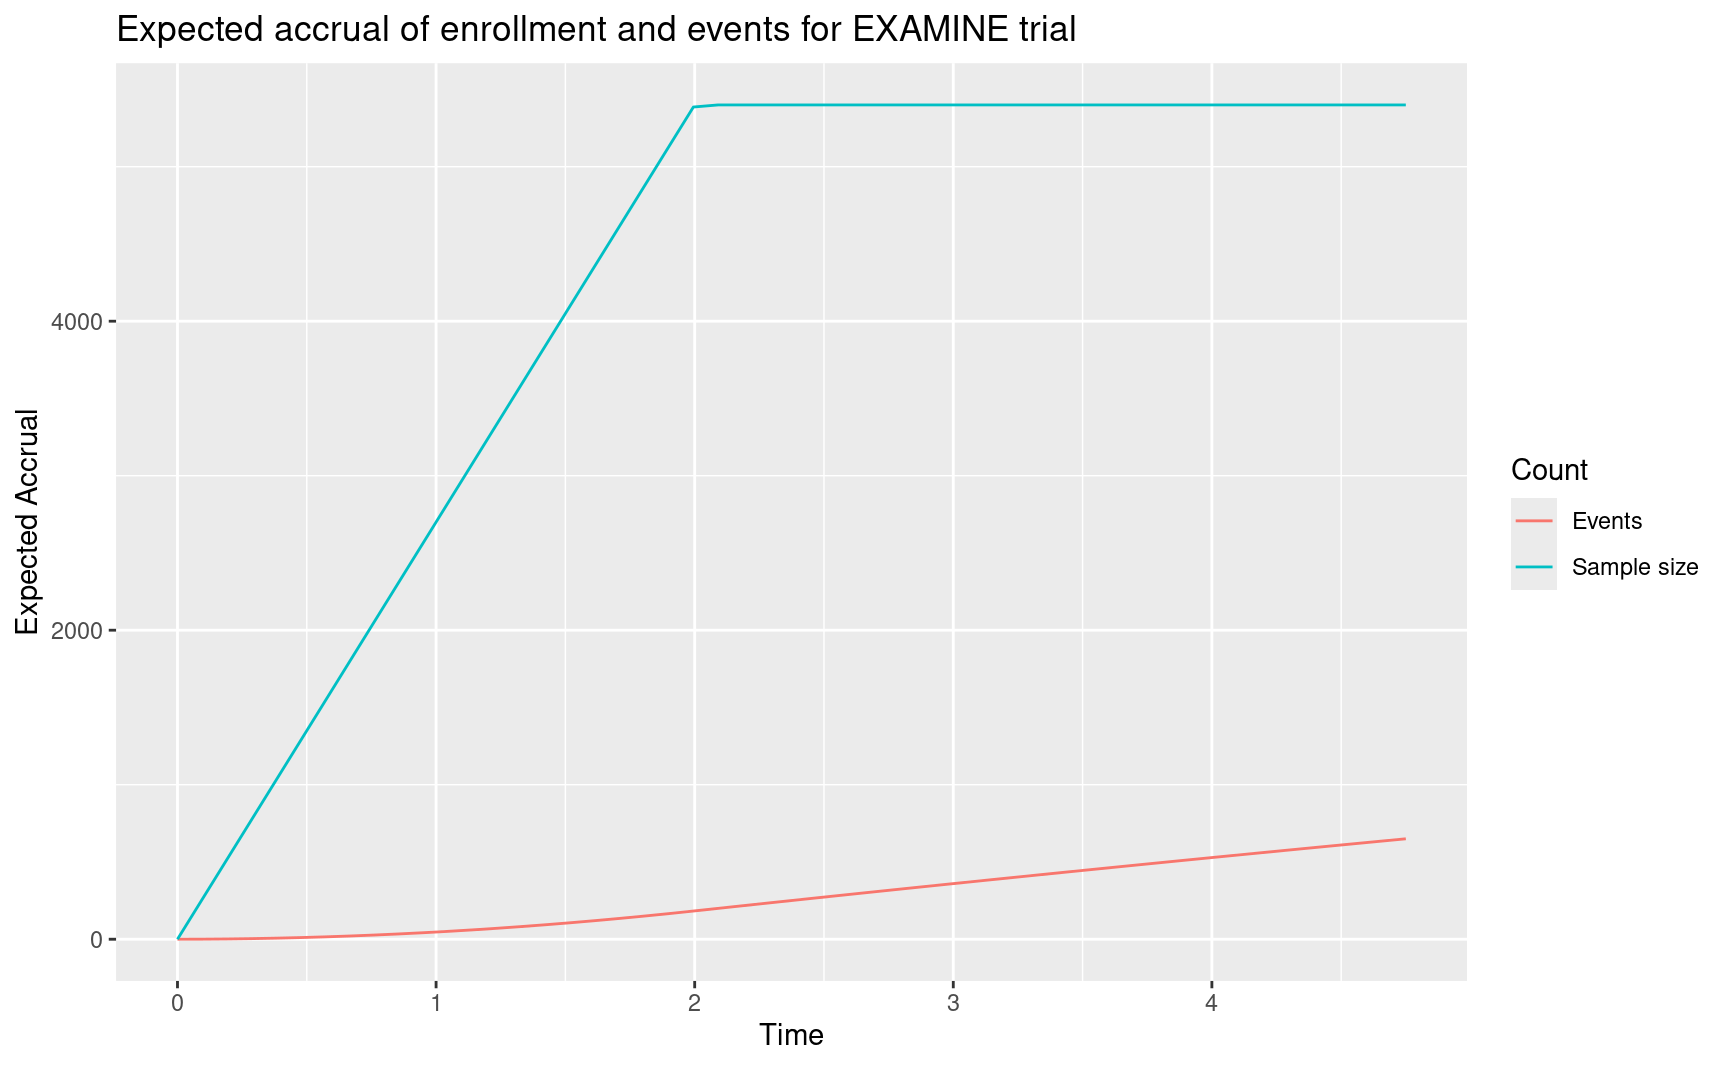 Expected accrual of enrollment and events for EXAMINE trial
Expected Accrual
4000
2000
0
0 1 2 3 4
Time
Count
Events
Sample size